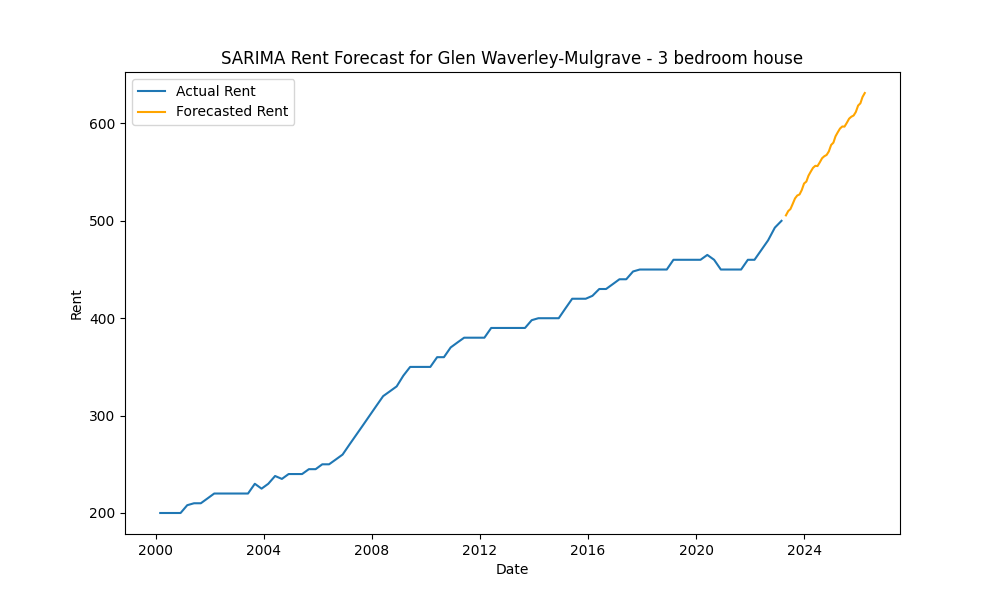 SARIMA Rent Forecast for Glen Waverley-Mulgrave - 3 bedroom house
Actual Rent
Forecasted Rent
600
500
400
300
200
Rent
2000 2004 2008 2012 2016 2020 2024
Date